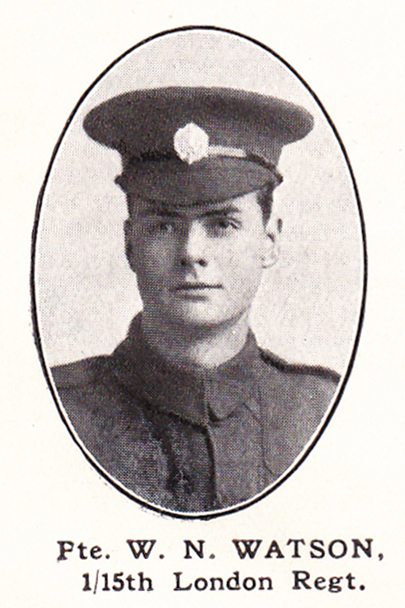 Pte. W. N. WATSON,
1/15th London Regt.